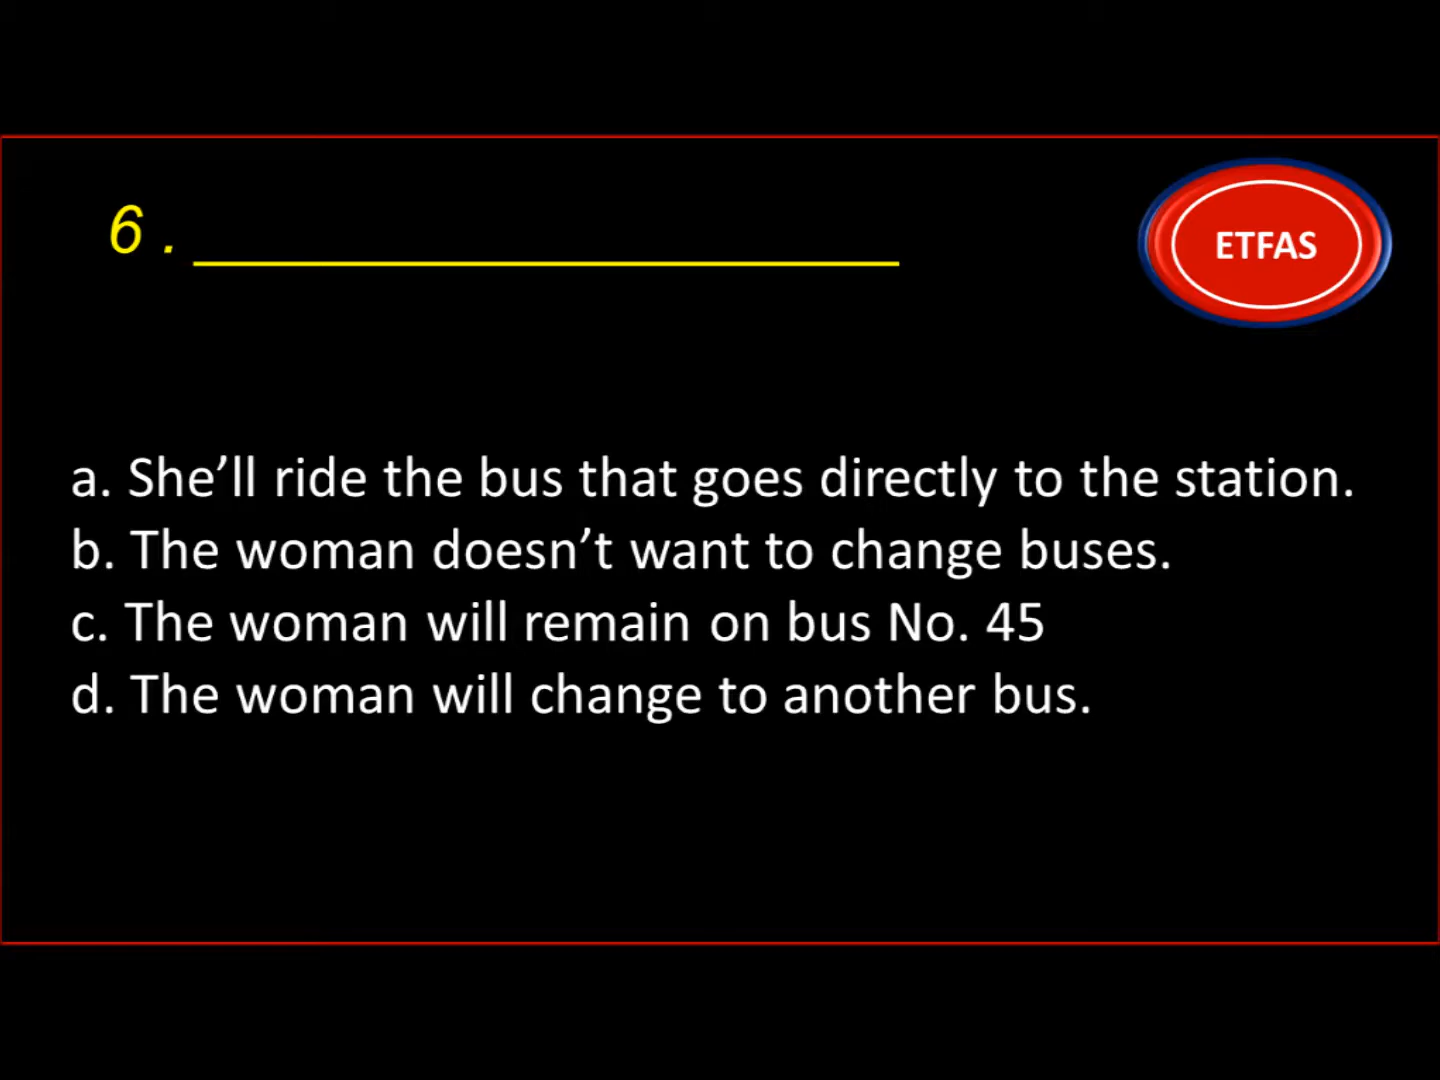 6 . ______________________
ETFAS
a. She’ll ride the bus that goes directly to the station.
b. The woman doesn’t want to change buses.
c. The woman will remain on bus No. 45
d. The woman will change to another bus.